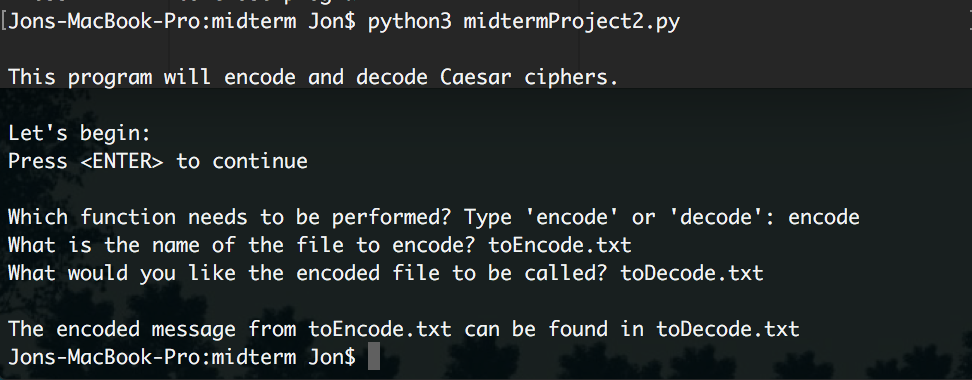 [Jons-MacBook-Pro:midterm Jon$ python3 midtermProject2.py
This program will encode and decode Caesar ciphers.
Let's begin:
Press <ENTER> to continue
Which function needs to be performed? Type 'encode' or 'decode': encode
What is the name of the file to encode? toEncode.txt
What would you like the encoded file to be called? toDecode.txt
The encoded message from toEncode.txt can be found in toDecode.txt
Jons-MacBook-Pro:midterm Jon$